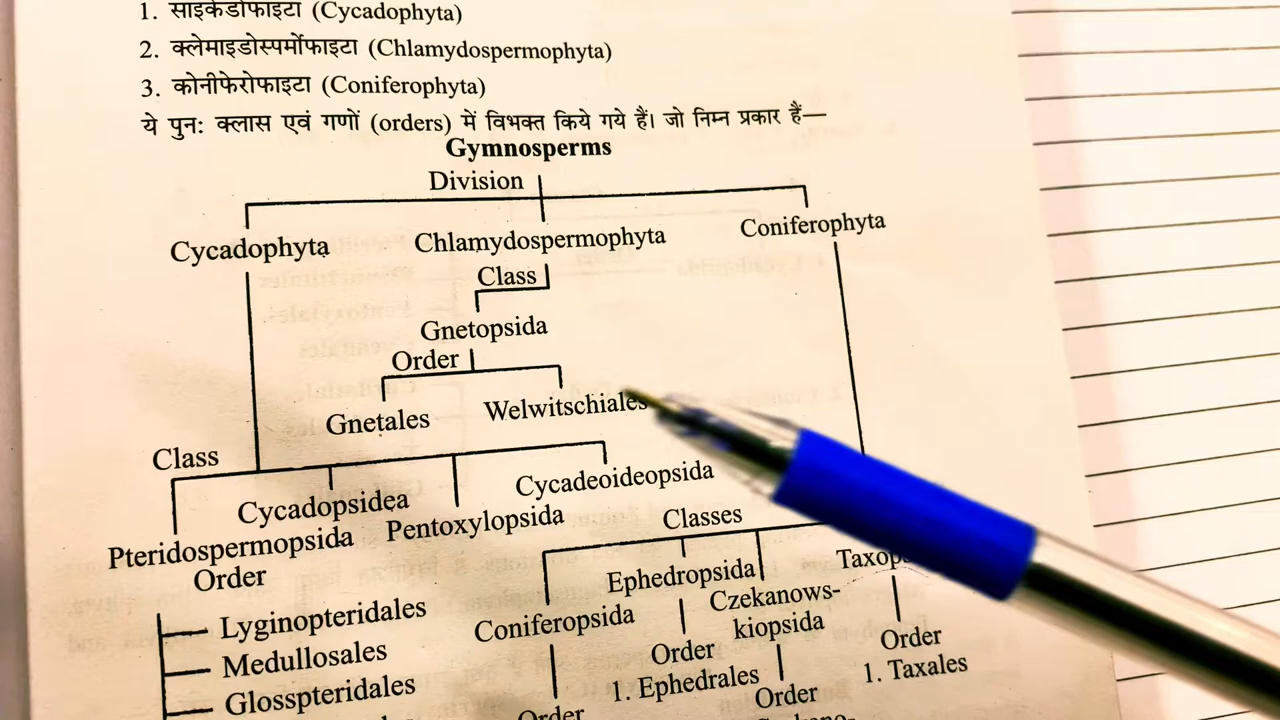 1. साइकेडोफाइटा (Cycadophyta)
2. क्लेमाइडोस्पर्मोफाइटा (Chlamydospermophyta)
3. कोनीफेरोफाइटा (Coniferophyta)
ये पुनः क्लास एवं गणों (orders) में विभक्त किये गये हैं। जो निम्न प्रकार हैं—
Gymnosperms
Division
Cycadophyta Chlamydospermophyta Coniferophyta
Class
Gnetopsida
Order
Gnetales Welwitschiales
Class
Cycadopsidea Cycadeoideopsida
Pteridospermopsida Pentoxylopsida
Order
Lyginopteridales
Medullosales
Glosspteridales
Classes
Ephedropsida
Coniferopsida Czekanows-
kiopsida
Order
1. Ephedrales
Order
1. Taxales
Order
Order